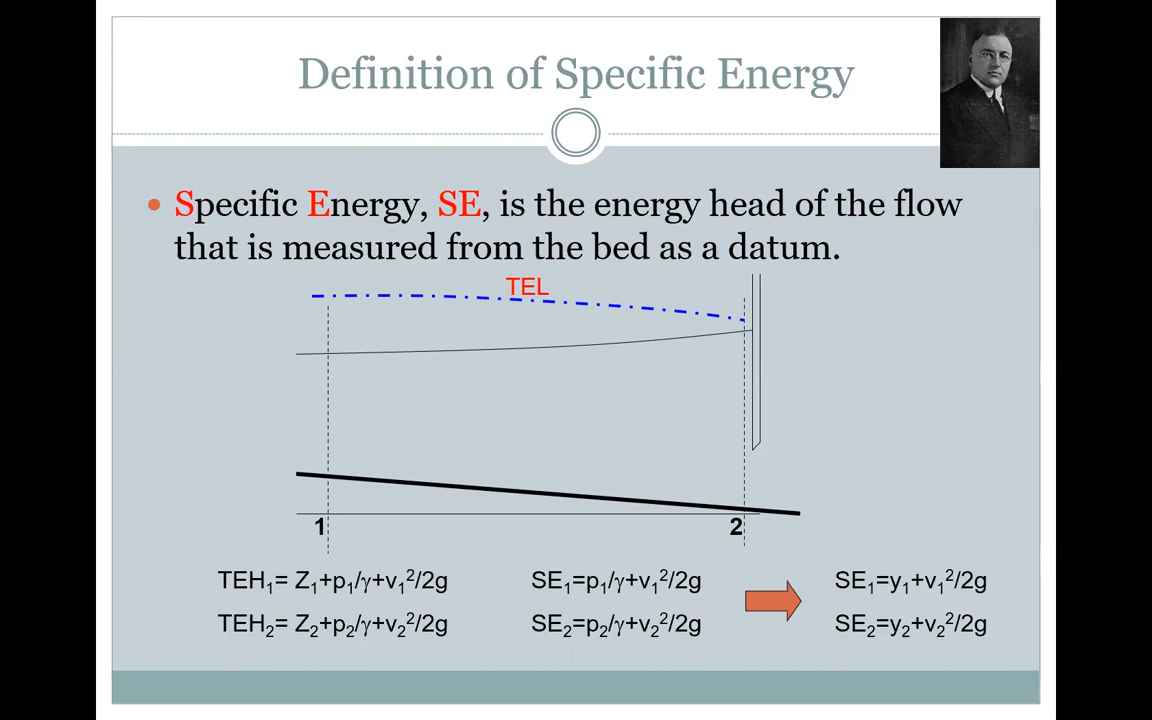 Definition of Specific Energy
• Specific Energy, SE, is the energy head of the flow
that is measured from the bed as a datum.
TEL
1
2
TEH₁= Z₁+p₁/γ+v₁²/2g
SE₁=p₁/γ+v₁²/2g
SE₁=y₁+v₁²/2g
TEH₂= Z₂+p₂/γ+v₂²/2g
SE₂=p₂/γ+v₂²/2g
SE₂=y₂+v₂²/2g